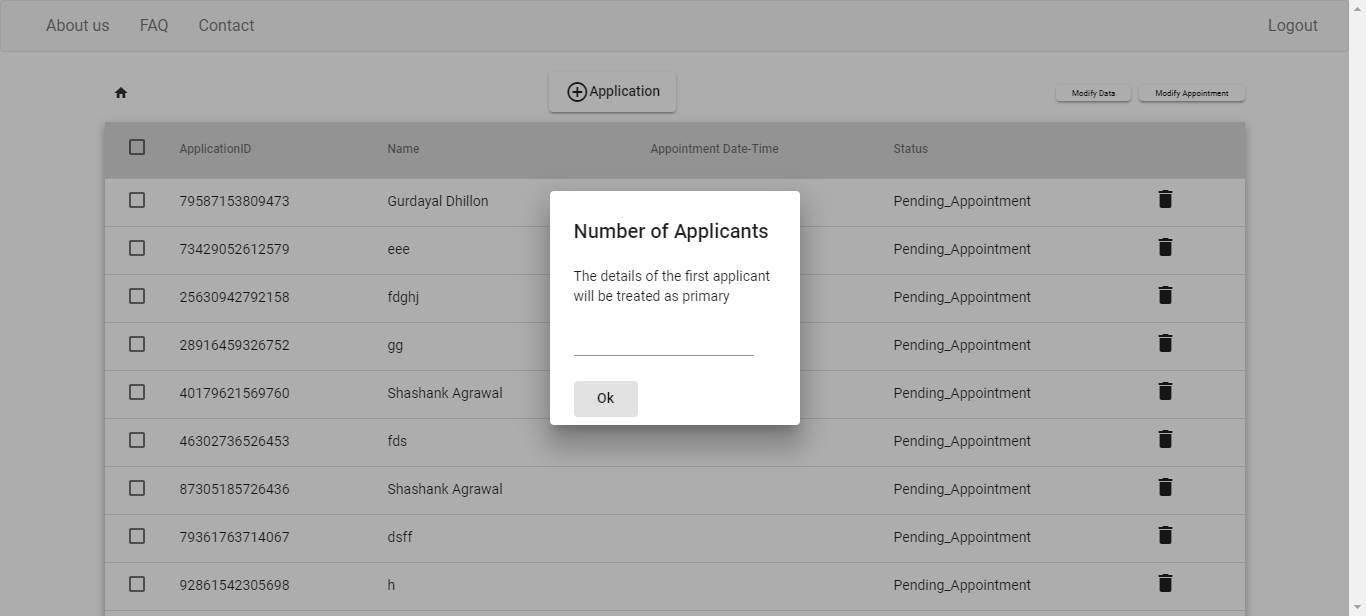 About us FAQ Contact Logout
Application Modify Data Modify Appointment
ApplicationID Name Appointment Date-Time Status
79587153809473 Gurdayal Dhillon Pending_Appointment
73429052612579 eee Pending_Appointment
25630942792158 fdghj Pending_Appointment
28916459326752 gg Pending_Appointment
40179621569760 Shashank Agrawal Pending_Appointment
46302736526453 fds Pending_Appointment
87305185726436 Shashank Agrawal Pending_Appointment
79361763714067 dsff Pending_Appointment
92861542305698 h Pending_Appointment
Number of Applicants
The details of the first applicant
will be treated as primary
Ok